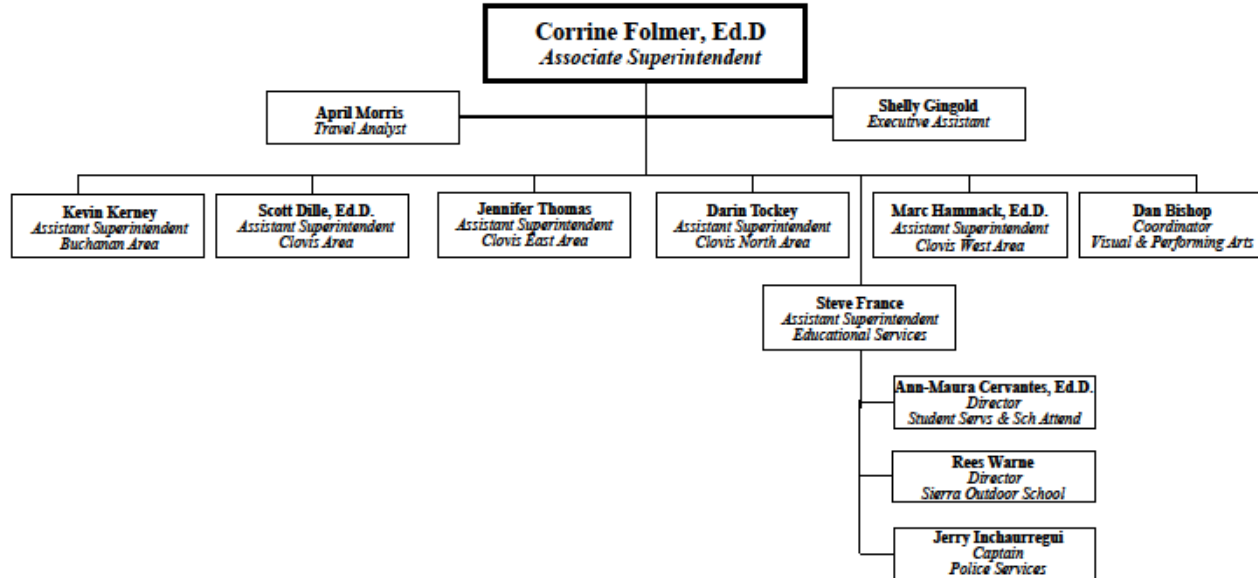 Corrine Folmer, Ed.D
Associate Superintendent
April Morris
Travel Analyst
Shelly Gingold
Executive Assistant
Kevin Kerney
Assistant Superintendent
Buchanan Area
Scott Dille, Ed.D.
Assistant Superintendent
Clovis Area
Jennifer Thomas
Assistant Superintendent
Clovis East Area
Darin Tockey
Assistant Superintendent
Clovis North Area
Marc Hammack, Ed.D.
Assistant Superintendent
Clovis West Area
Dan Bishop
Coordinator
Visual & Performing Arts
Steve France
Assistant Superintendent
Educational Services
Ann-Maura Cervantes, Ed.D.
Director
Student Servs & Sch Attend
Rees Warne
Director
Sierra Outdoor School
Jerry Inchaurregui
Captain
Police Services